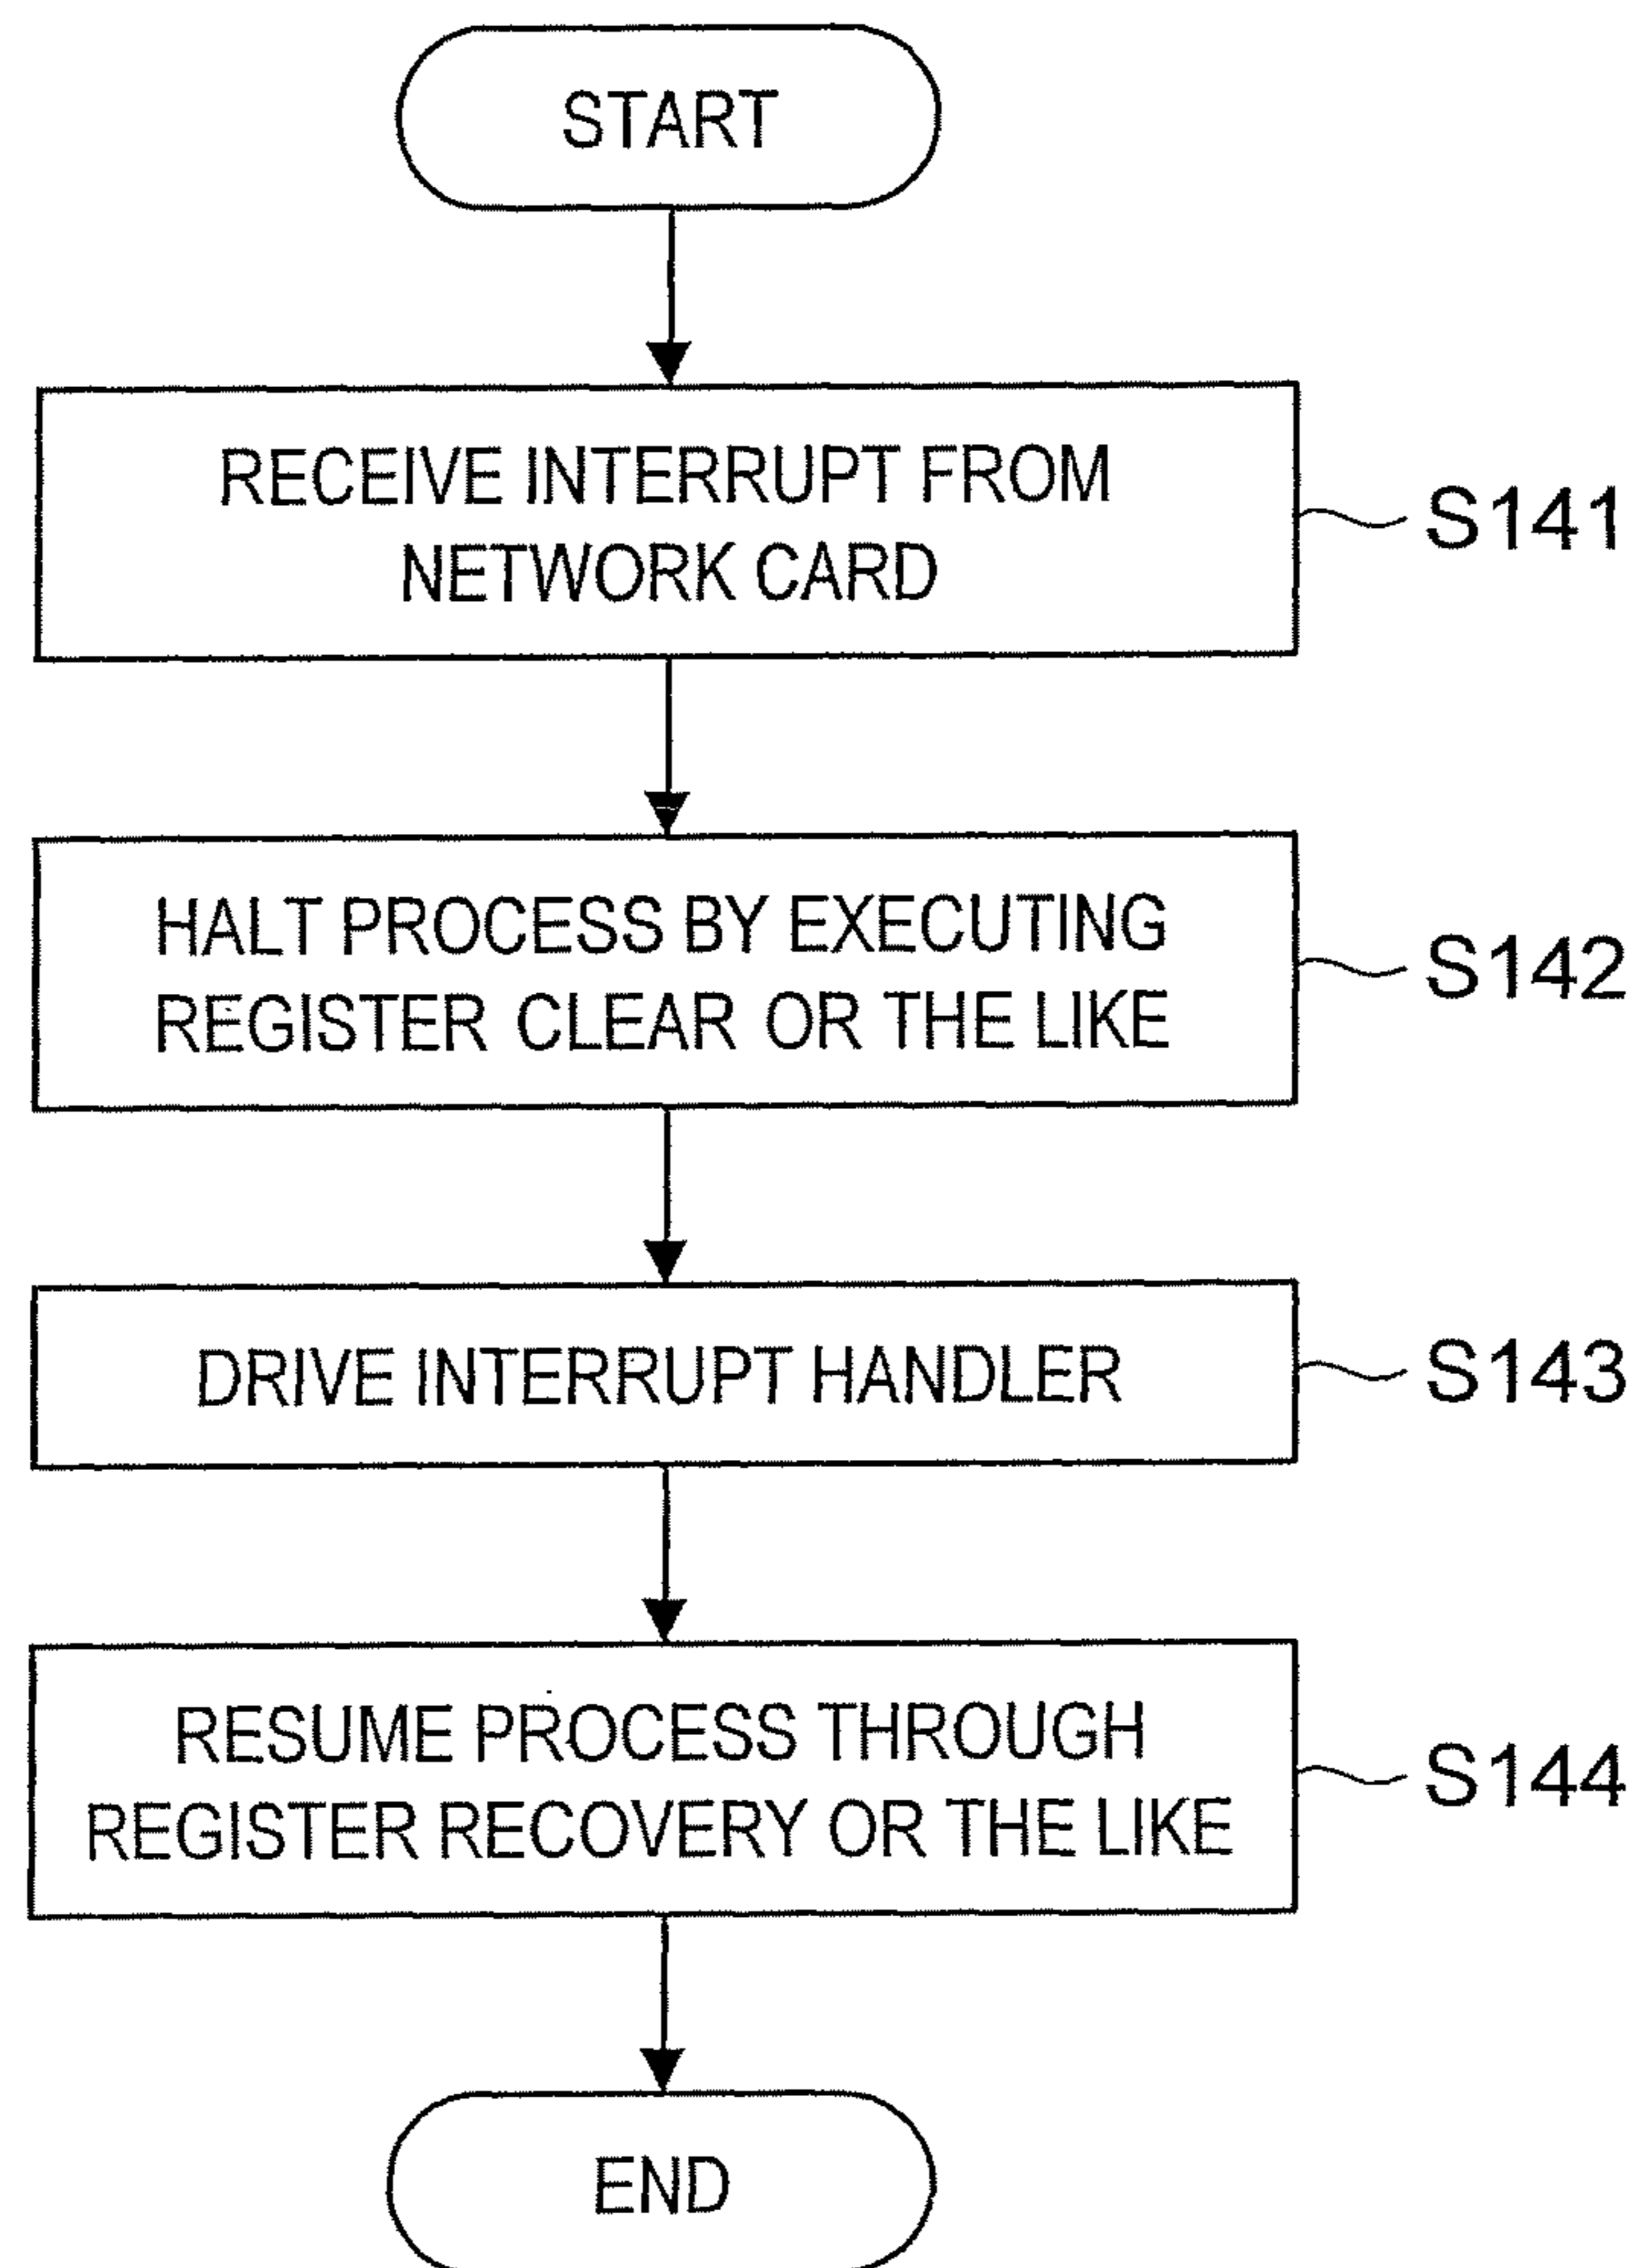 START
RECEIVE INTERRUPT FROM
NETWORK CARD
S141
HALT PROCESS BY EXECUTING
REGISTER CLEAR OR THE LIKE
S142
DRIVE INTERRUPT HANDLER
S143
RESUME PROCESS THROUGH
REGISTER RECOVERY OR THE LIKE
S144
END